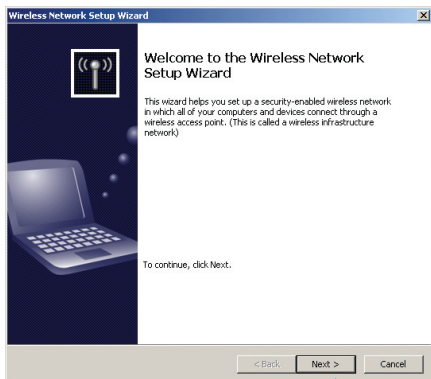 Wireless Network Setup Wizard
Welcome to the Wireless Network
Setup Wizard
This wizard helps you set up a security-enabled wireless network
in which all of your computers and devices connect through a
wireless access point. (This is called a wireless infrastructure
network)
To continue, click Next.
< Back
Next >
Cancel